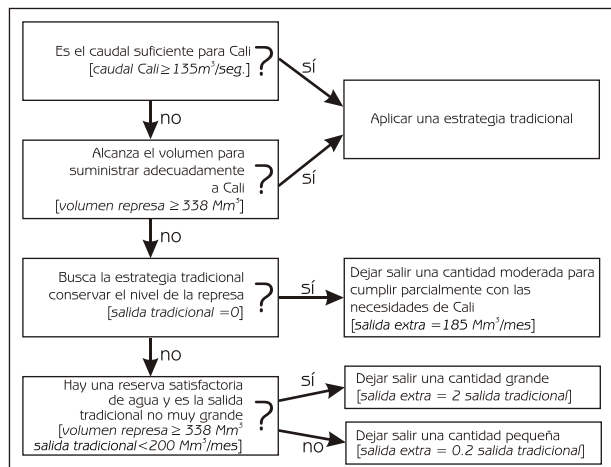 Es el caudal suficiente para Cali
[caudal Cali ≥ 135m³/seg.]
?
sí
no
Aplicar una estrategia tradicional
Alcanza el volumen para
suministrar adecuadamente
a Cali
[volumen represa ≥ 338 Mm³]
?
sí
no
Busca la estrategia tradicional
conservar el nivel de la represa
[salida tradicional =0]
?
sí
no
Dejar salir una cantidad moderada para
cumplir parcialmente con las
necesidades de Cali
[salida extra =185 Mm³/mes]
Hay una reserva satisfactoria
de agua y es la salida
tradicional no muy grande
[volumen represa ≥ 338 Mm³
salida tradicional<200 Mm³/mes]
?
sí
no
Dejar salir una cantidad grande
[salida extra = 2 salida tradicional]
Dejar salir una cantidad pequeña
[salida extra = 0.2 salida tradicional]